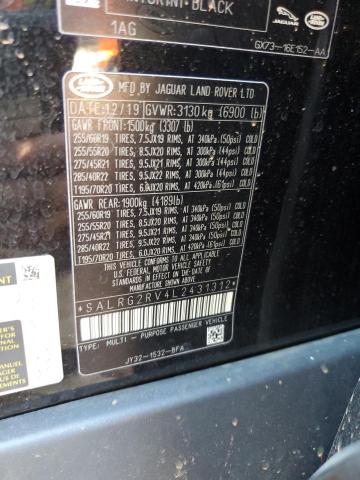 BLACK
1AG
JAGUAR
GX73-16E152-AA
LAND ROVER
MFD BY JAGUAR LAND ROVER LTD
DATE:12/19 GVWR:3130kg (6900 lb)
GAWR FRONT:1500kg (3307 lb)
255/60R19 TIRES, 7.5JX19 RIMS, AT 340kPa (50psi) COLD
255/55R20 TIRES, 8.5JX20 RIMS, AT 340kPa (50psi) COLD
275/45R21 TIRES, 9.5JX21 RIMS, AT 300kPa (44psi) COLD
285/40R22 TIRES, 9.5JX22 RIMS, AT 300kPa (44psi) COLD
T195/70R20 TIRES, 6.0JX20 RIMS, AT 420kPa (61psi) COLD
GAWR REAR:1900kg (4189lb)
255/60R19 TIRES, 7.5JX19 RIMS, AT 340kPa (50psi) COLD
255/55R20 TIRES, 8.5JX20 RIMS, AT 340kPa (50psi) COLD
275/45R21 TIRES, 9.5JX21 RIMS, AT
285/40R22 TIRES, 9.5JX22 RIMS, AT
T195/70R20 TIRES, 6.0JX20 RIMS, AT 420kPa (61psi) COLD
THIS VEHICLE CONFORMS TO ALL APPLICABLE
U.S. FEDERAL MOTOR VEHICLE SAFETY STANDARDS
IN EFFECT ON THE DATE OF MANUFACTURE SHOWN ABOVE.
*SALRG2RV4L2431312*
TYPE: MULTI - PURPOSE PASSENGER VEHICLE
JY32-1532-BFA